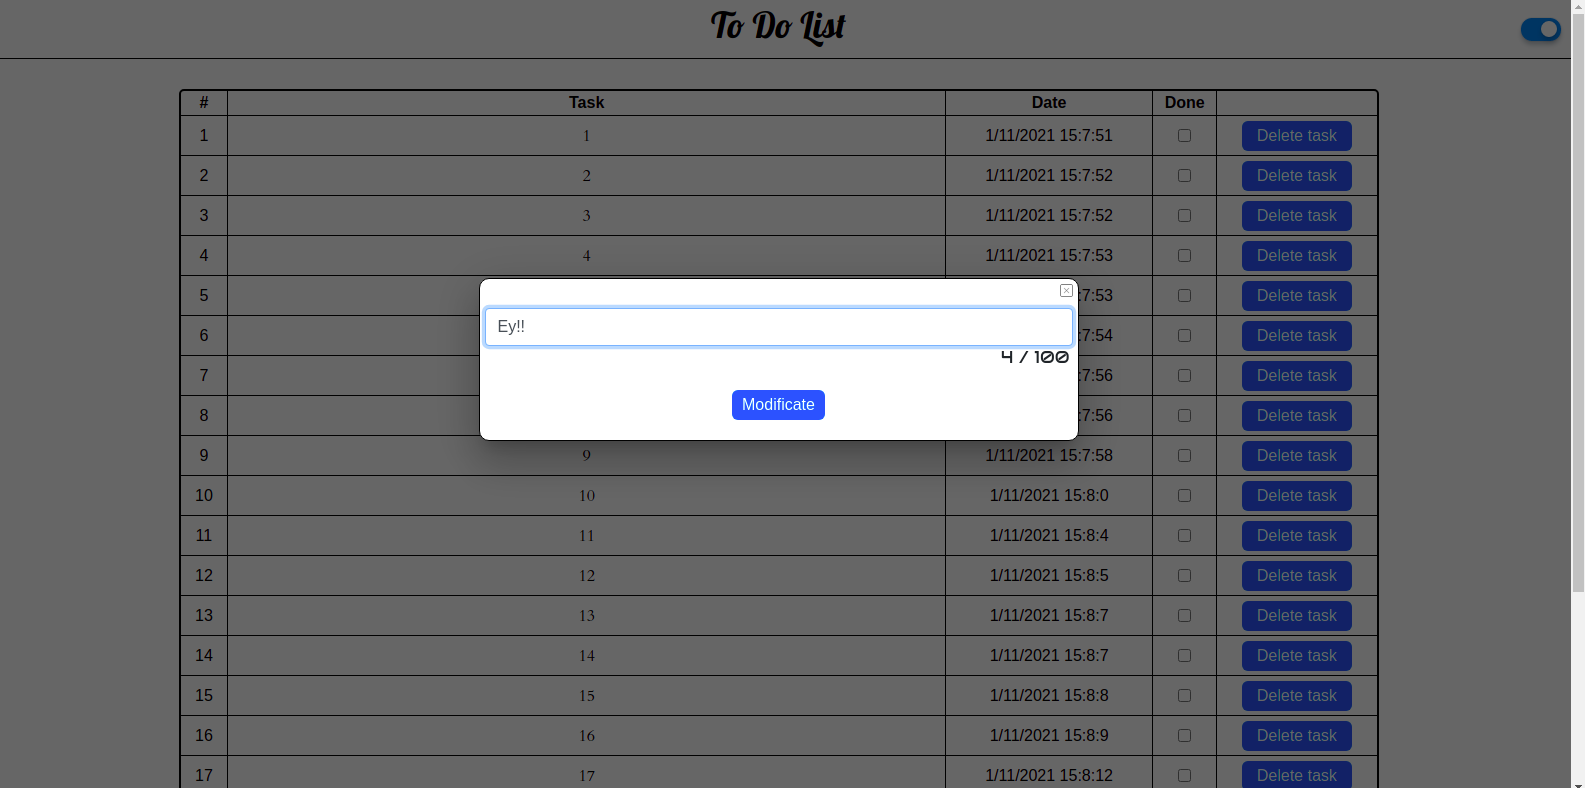 To Do List
# Task Date Done
1 1 1/11/2021 15:7:51 Delete task
2 2 1/11/2021 15:7:52 Delete task
3 3 1/11/2021 15:7:52 Delete task
4 4 1/11/2021 15:7:53 Delete task
5 :7:53 Delete task
Ey!!
6 :7:54 Delete task
4 / 100
7 :7:56 Delete task
Modificate
8 :7:56 Delete task
9 9 1/11/2021 15:7:58 Delete task
10 10 1/11/2021 15:8:0 Delete task
11 11 1/11/2021 15:8:4 Delete task
12 12 1/11/2021 15:8:5 Delete task
13 13 1/11/2021 15:8:7 Delete task
14 14 1/11/2021 15:8:7 Delete task
15 15 1/11/2021 15:8:8 Delete task
16 16 1/11/2021 15:8:9 Delete task
17 17 1/11/2021 15:8:12 Delete task